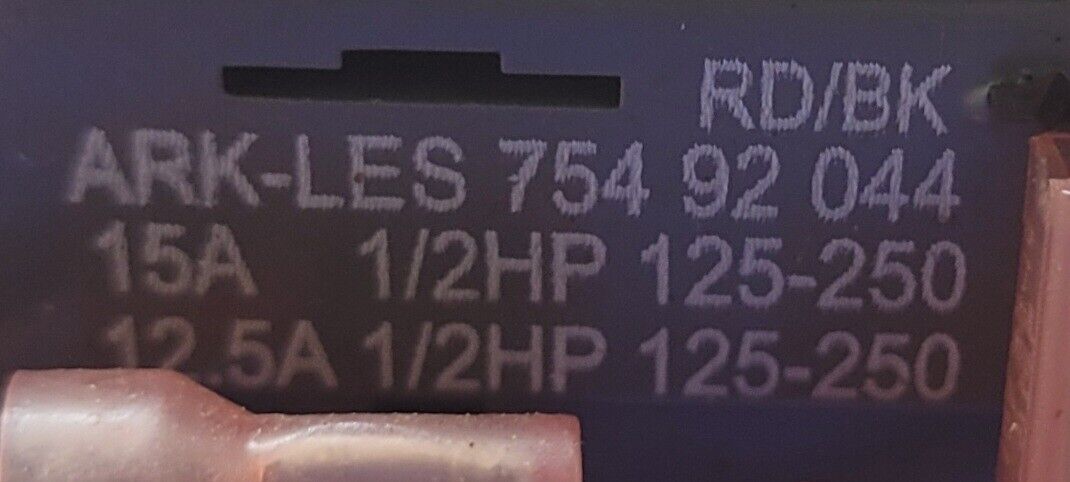 RD/BK
ARK-LES 754 92 044
15A 1/2HP 125-250
12.5A 1/2HP 125-250